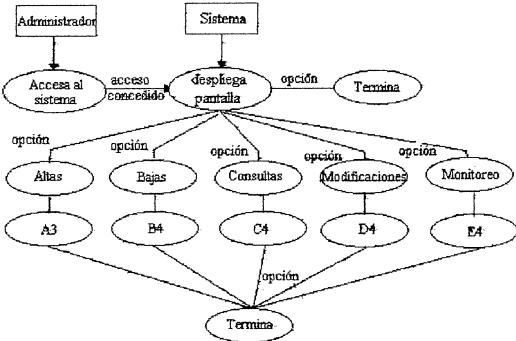 Administrador
Sistema
Accesa al
sistema
acceso
concedido
despliega
pantalla
opción
Termina
opción
opción
opción
opción
opción
Altas
Bajas
Consultas
Modificaciones
Monitoreo
A3
B4
C4
D4
E4
opción
Termina